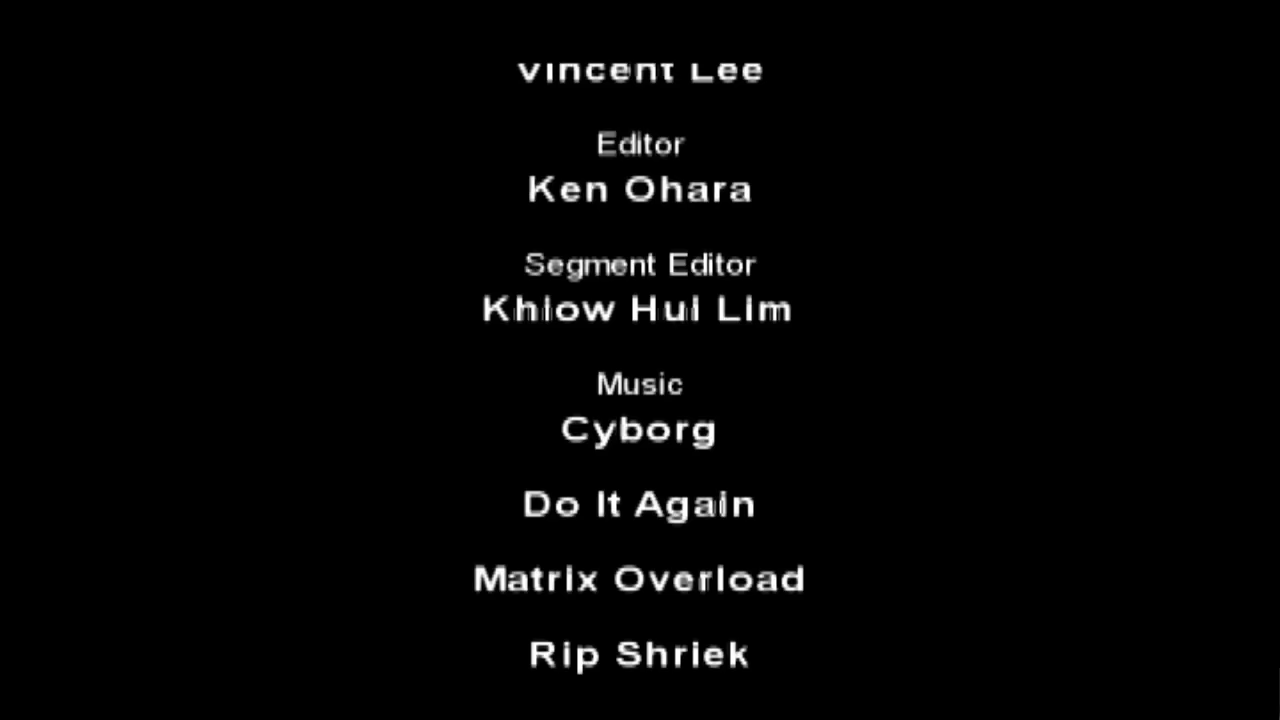 Vincent Lee
Editor
Ken Ohara
Segment Editor
Khiow Hui Lim
Music
Cyborg
Do It Again
Matrix Overload
Rip Shriek